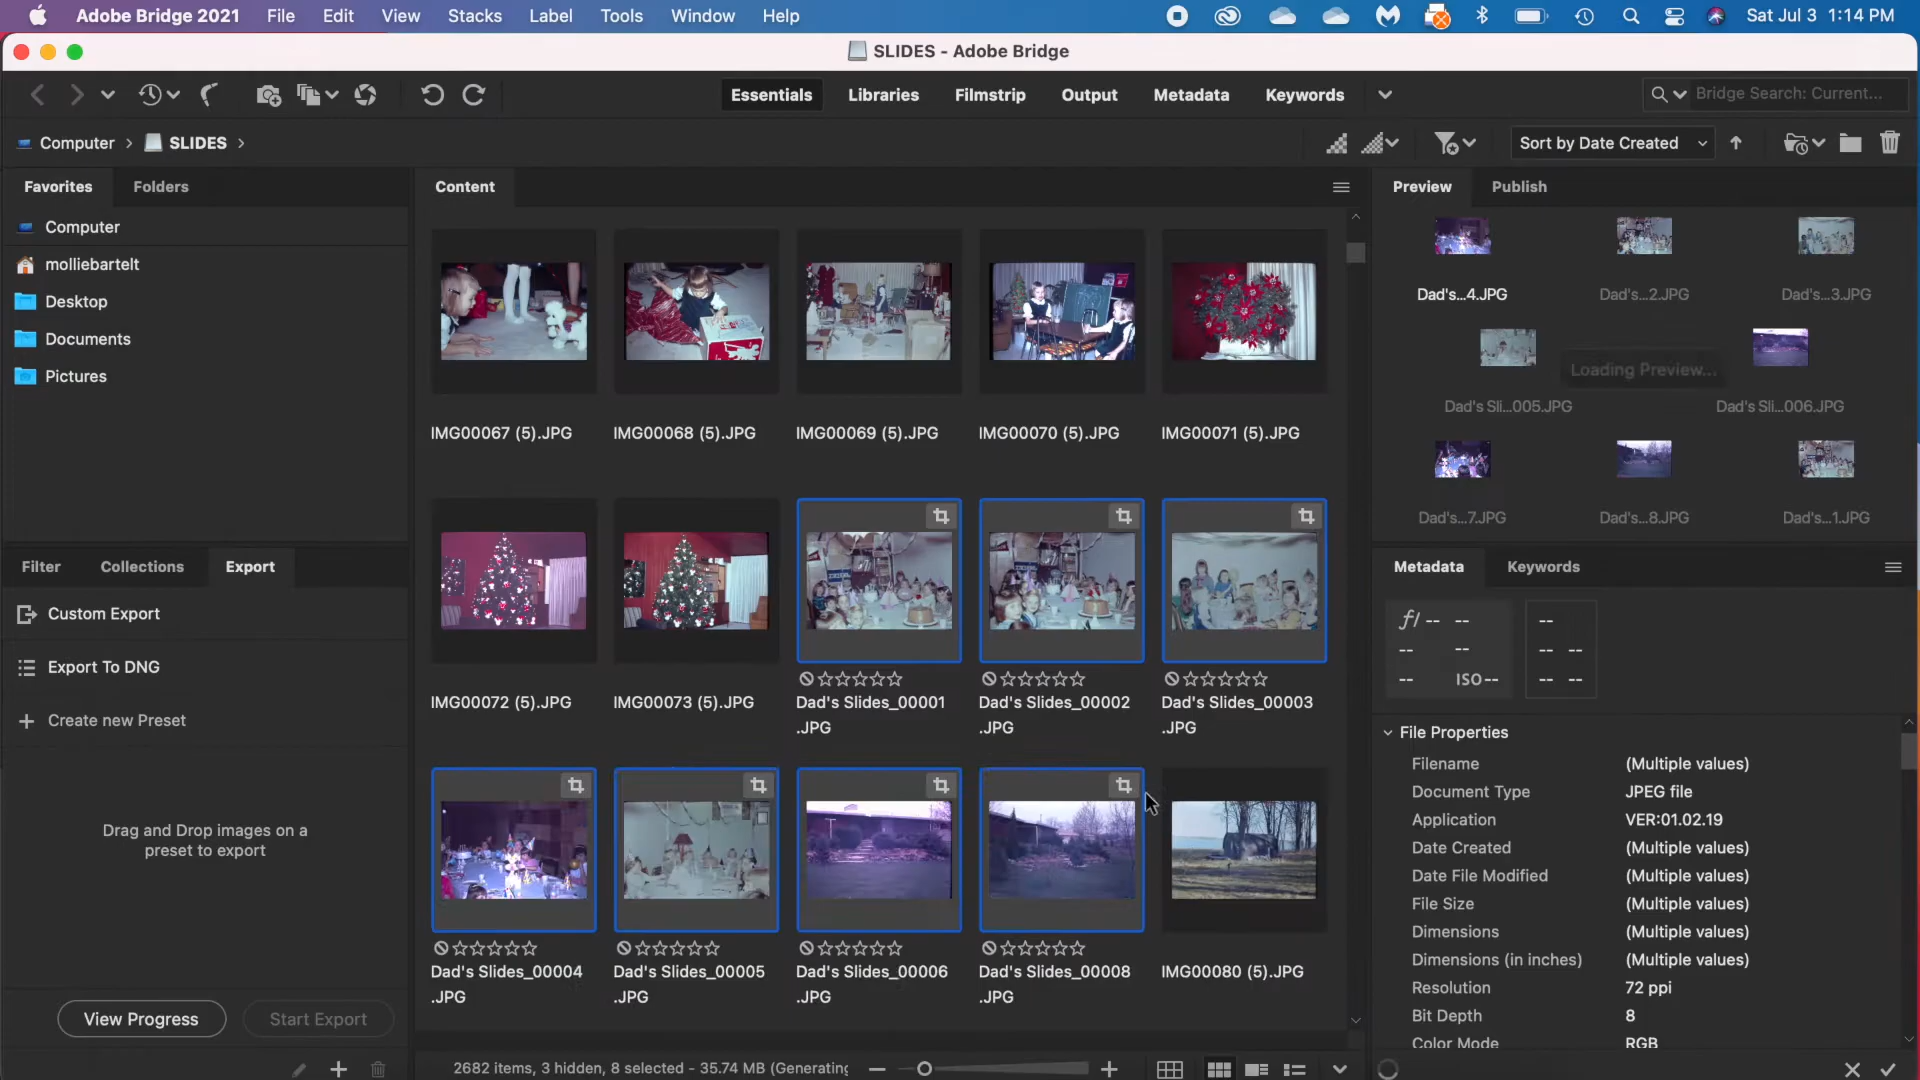 Adobe Bridge 2021 File Edit View Stacks Label Tools Window Help Sat Jul 3 1:14 PM
SLIDES - Adobe Bridge
Essentials Libraries Filmstrip Output Metadata Keywords Bridge Search: Current...
Computer SLIDES Sort by Date Created
Favorites Folders
Computer
molliebartelt
Desktop
Documents
Pictures
Filter Collections Export
Custom Export
Export To DNG
Create new Preset
Drag and Drop images on a
preset to export
View Progress Start Export
Content
IMG00067 (5).JPG IMG00068 (5).JPG IMG00069 (5).JPG IMG00070 (5).JPG IMG00071 (5).JPG
IMG00072 (5).JPG IMG00073 (5).JPG Dad's Slides_00001 Dad's Slides_00002 Dad's Slides_00003
.JPG .JPG .JPG
Dad's Slides_00004 Dad's Slides_00005 Dad's Slides_00006 Dad's Slides_00008 IMG00080 (5).JPG
.JPG .JPG .JPG .JPG
2682 items, 3 hidden, 8 selected - 35.74 MB (Generating
Preview Publish
Dad's...4.JPG Dad's...2.JPG Dad's...3.JPG
Loading Preview...
Dad's Sli...005.JPG Dad's Sli...006.JPG
Dad's...7.JPG Dad's...8.JPG Dad's...1.JPG
Metadata Keywords
f/ -- -- --
-- -- -- --
-- ISO-- -- --
File Properties
Filename (Multiple values)
Document Type JPEG file
Application VER:01.02.19
Date Created (Multiple values)
Date File Modified (Multiple values)
File Size (Multiple values)
Dimensions (Multiple values)
Dimensions (in inches) (Multiple values)
Resolution 72 ppi
Bit Depth 8
Color Mode RGB